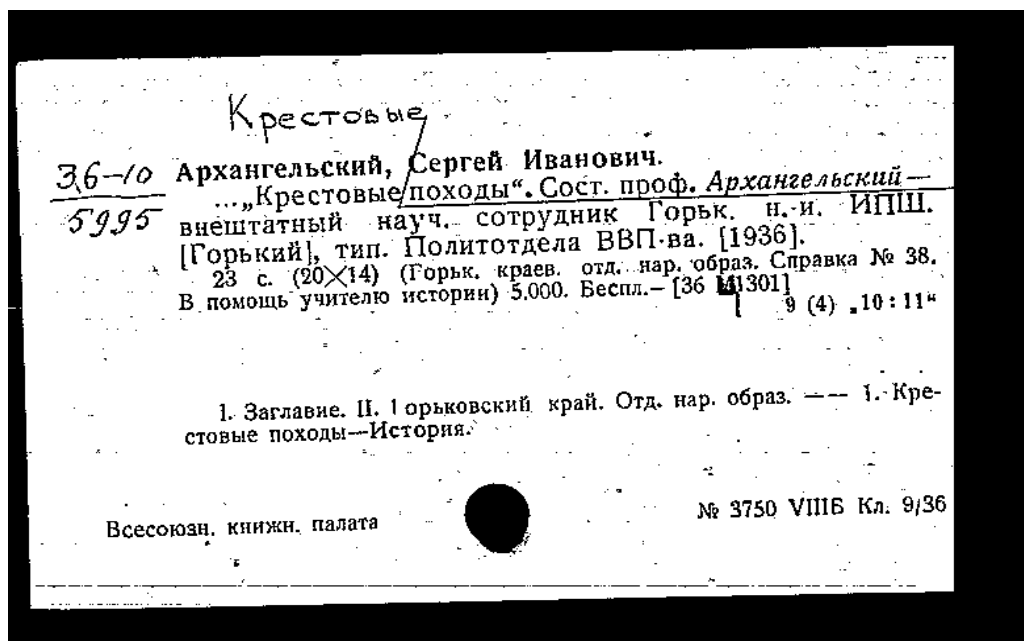 Крестовые
36-10
5995
Архангельский, Сергей Иванович.
...„Крестовые походы“. Сост. проф. Архангельский—
внештатный науч. сотрудник Горьк. н.-и. ИПШ.
[Горький], тип. Политотдела ВВП-ва. [1936].
23 с. (20×14) (Горьк. краев. отд. нар. образ. Справка № 38.
В помощь учителю истории) 5.000. Беспл.— [36 1301]
9 (4) „10:11“
1. Заглавие. II. Горьковский край. Отд. нар. образ. —— 1. Кре-
стовые походы—История.
Всесоюзн. книжн. палата
№ 3750 VIIIБ Кл. 9/36